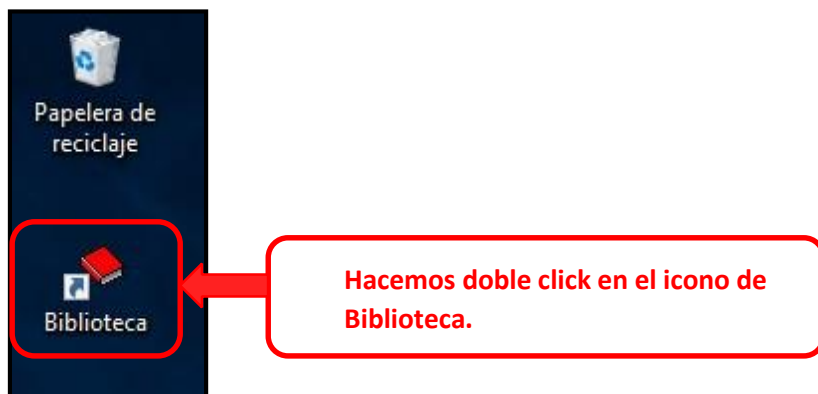 Papelera de
reciclaje
Biblioteca
Hacemos doble click en el icono de
Biblioteca.